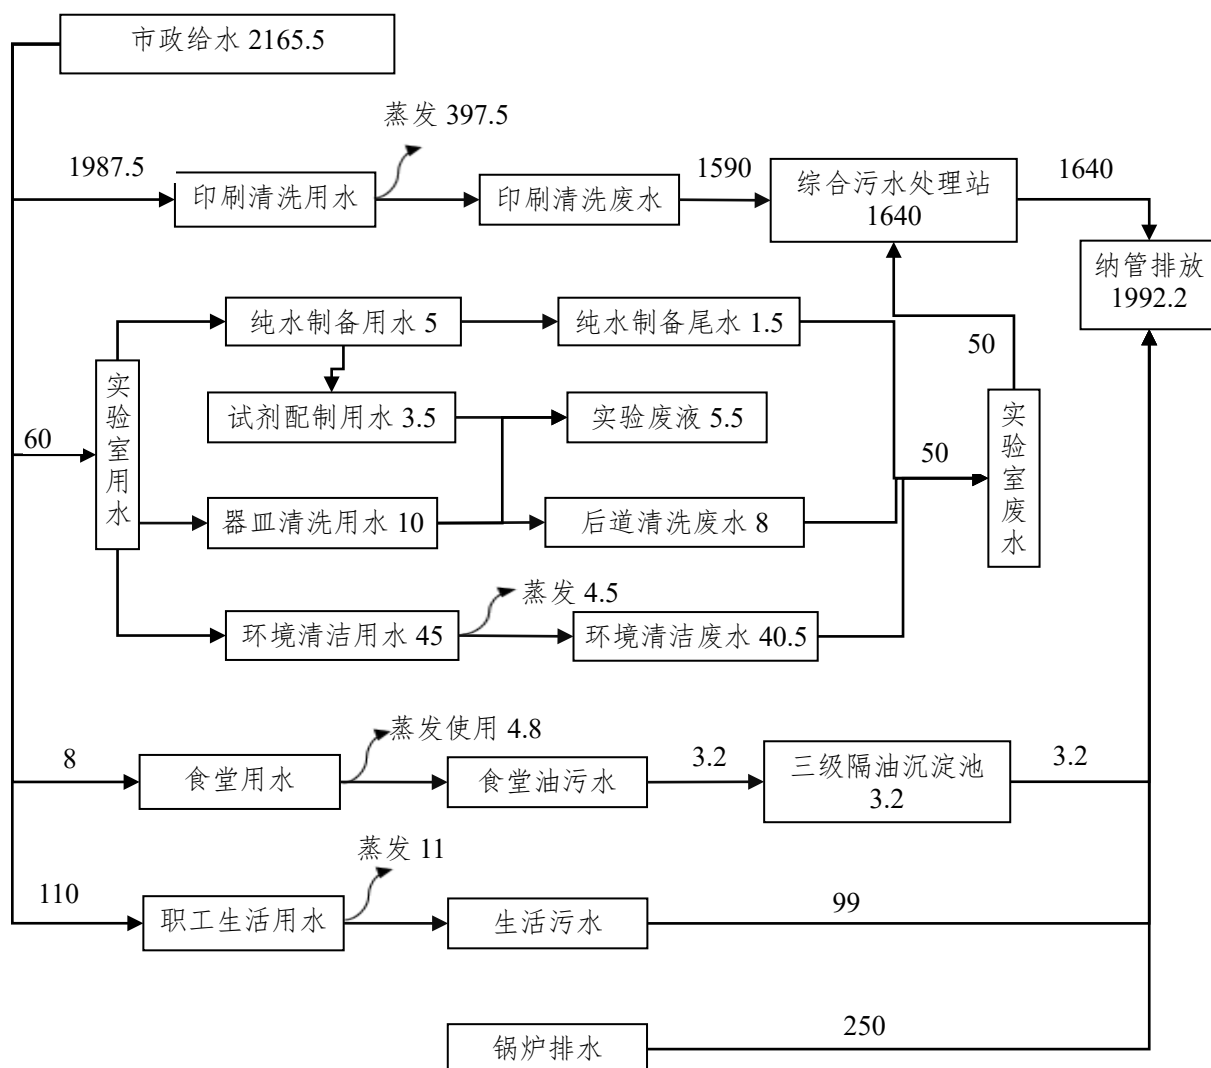 市政给水 2165.5
蒸发 397.5
1987.5
印刷清洗用水
印刷清洗废水
1590
综合污水处理站
1640
1640
纳管排放
1992.2
纯水制备用水 5
纯水制备尾水 1.5
50
60
实验室用水
试剂配制用水 3.5
实验废液 5.5
50
实验室废水
器皿清洗用水 10
后道清洗废水 8
蒸发 4.5
环境清洁用水 45
环境清洁废水 40.5
蒸发使用 4.8
8
食堂用水
食堂油污水
3.2
三级隔油沉淀池
3.2
3.2
蒸发 11
110
职工生活用水
生活污水
99
锅炉排水
250